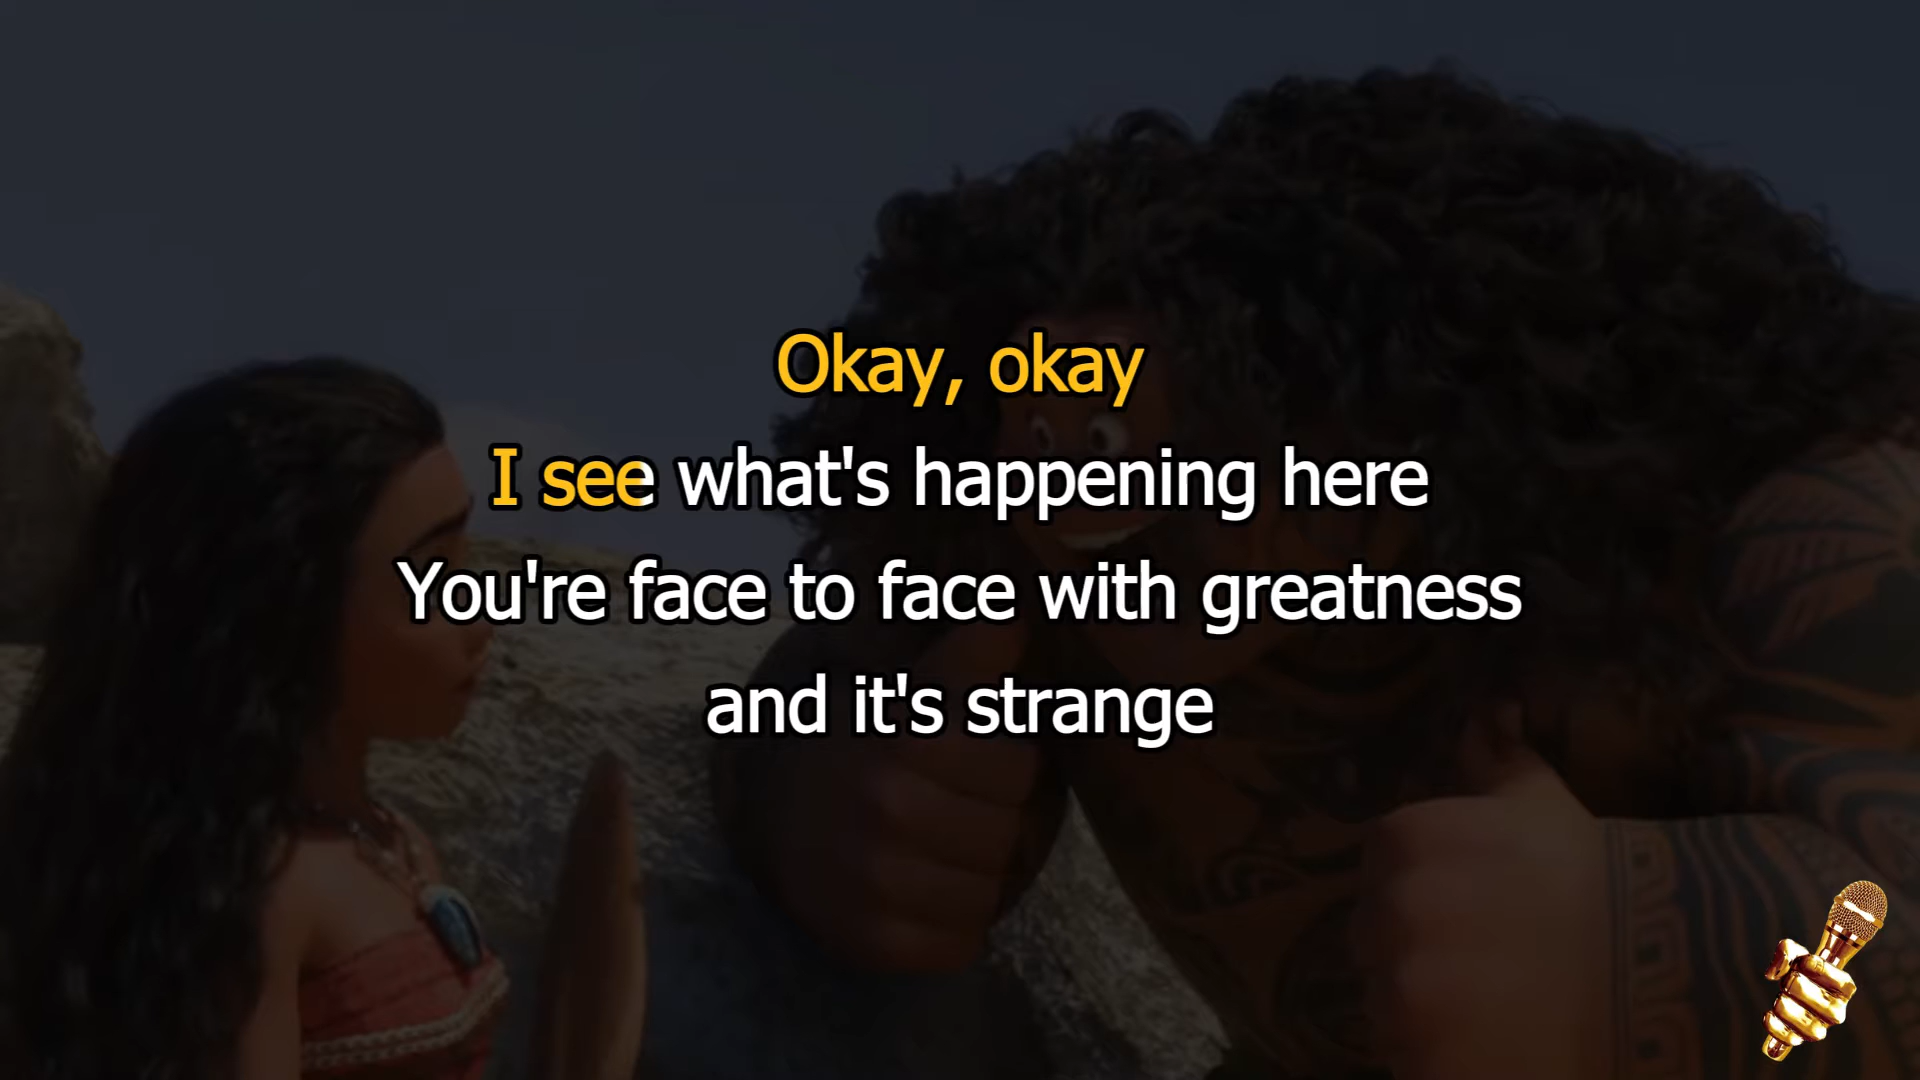 Okay, okay
I see what's happening here
You're face to face with greatness
and it's strange